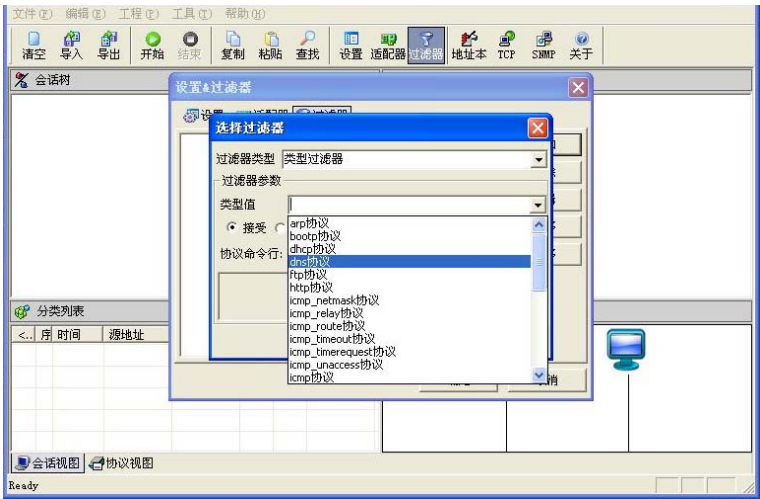 文件(F) 编辑(E) 工程(P) 工具(T) 帮助(H)
清空 导入 导出 开始 结束 复制 粘贴 查找 设置 适配器 过滤器 地址本 TCP SNMP 关于
会话树
设置&过滤器
选择过滤器
过滤器类型 类型过滤器
过滤器参数
类型值
接受
协议命令行:
arp协议
bootp协议
dhcp协议
dns协议
ftp协议
http协议
icmp_netmask协议
icmp_relay协议
icmp_route协议
icmp_timeout协议
icmp_timerequest协议
icmp_unaccess协议
icmp协议
分类列表
<.. 序 时间 源地址
会话视图 协议视图
Ready